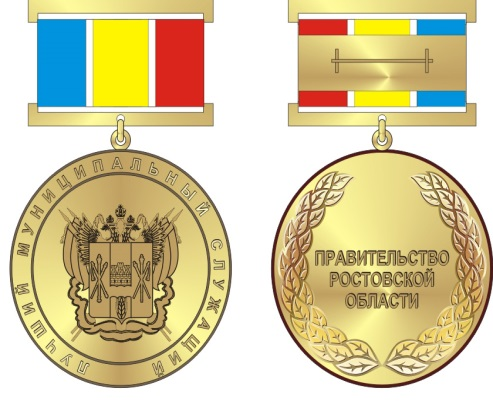 ЛУЧШИЙ МУНИЦИПАЛЬНЫЙ СЛУЖАЩИЙ
ПРАВИТЕЛЬСТВО
РОСТОВСКОЙ
ОБЛАСТИ